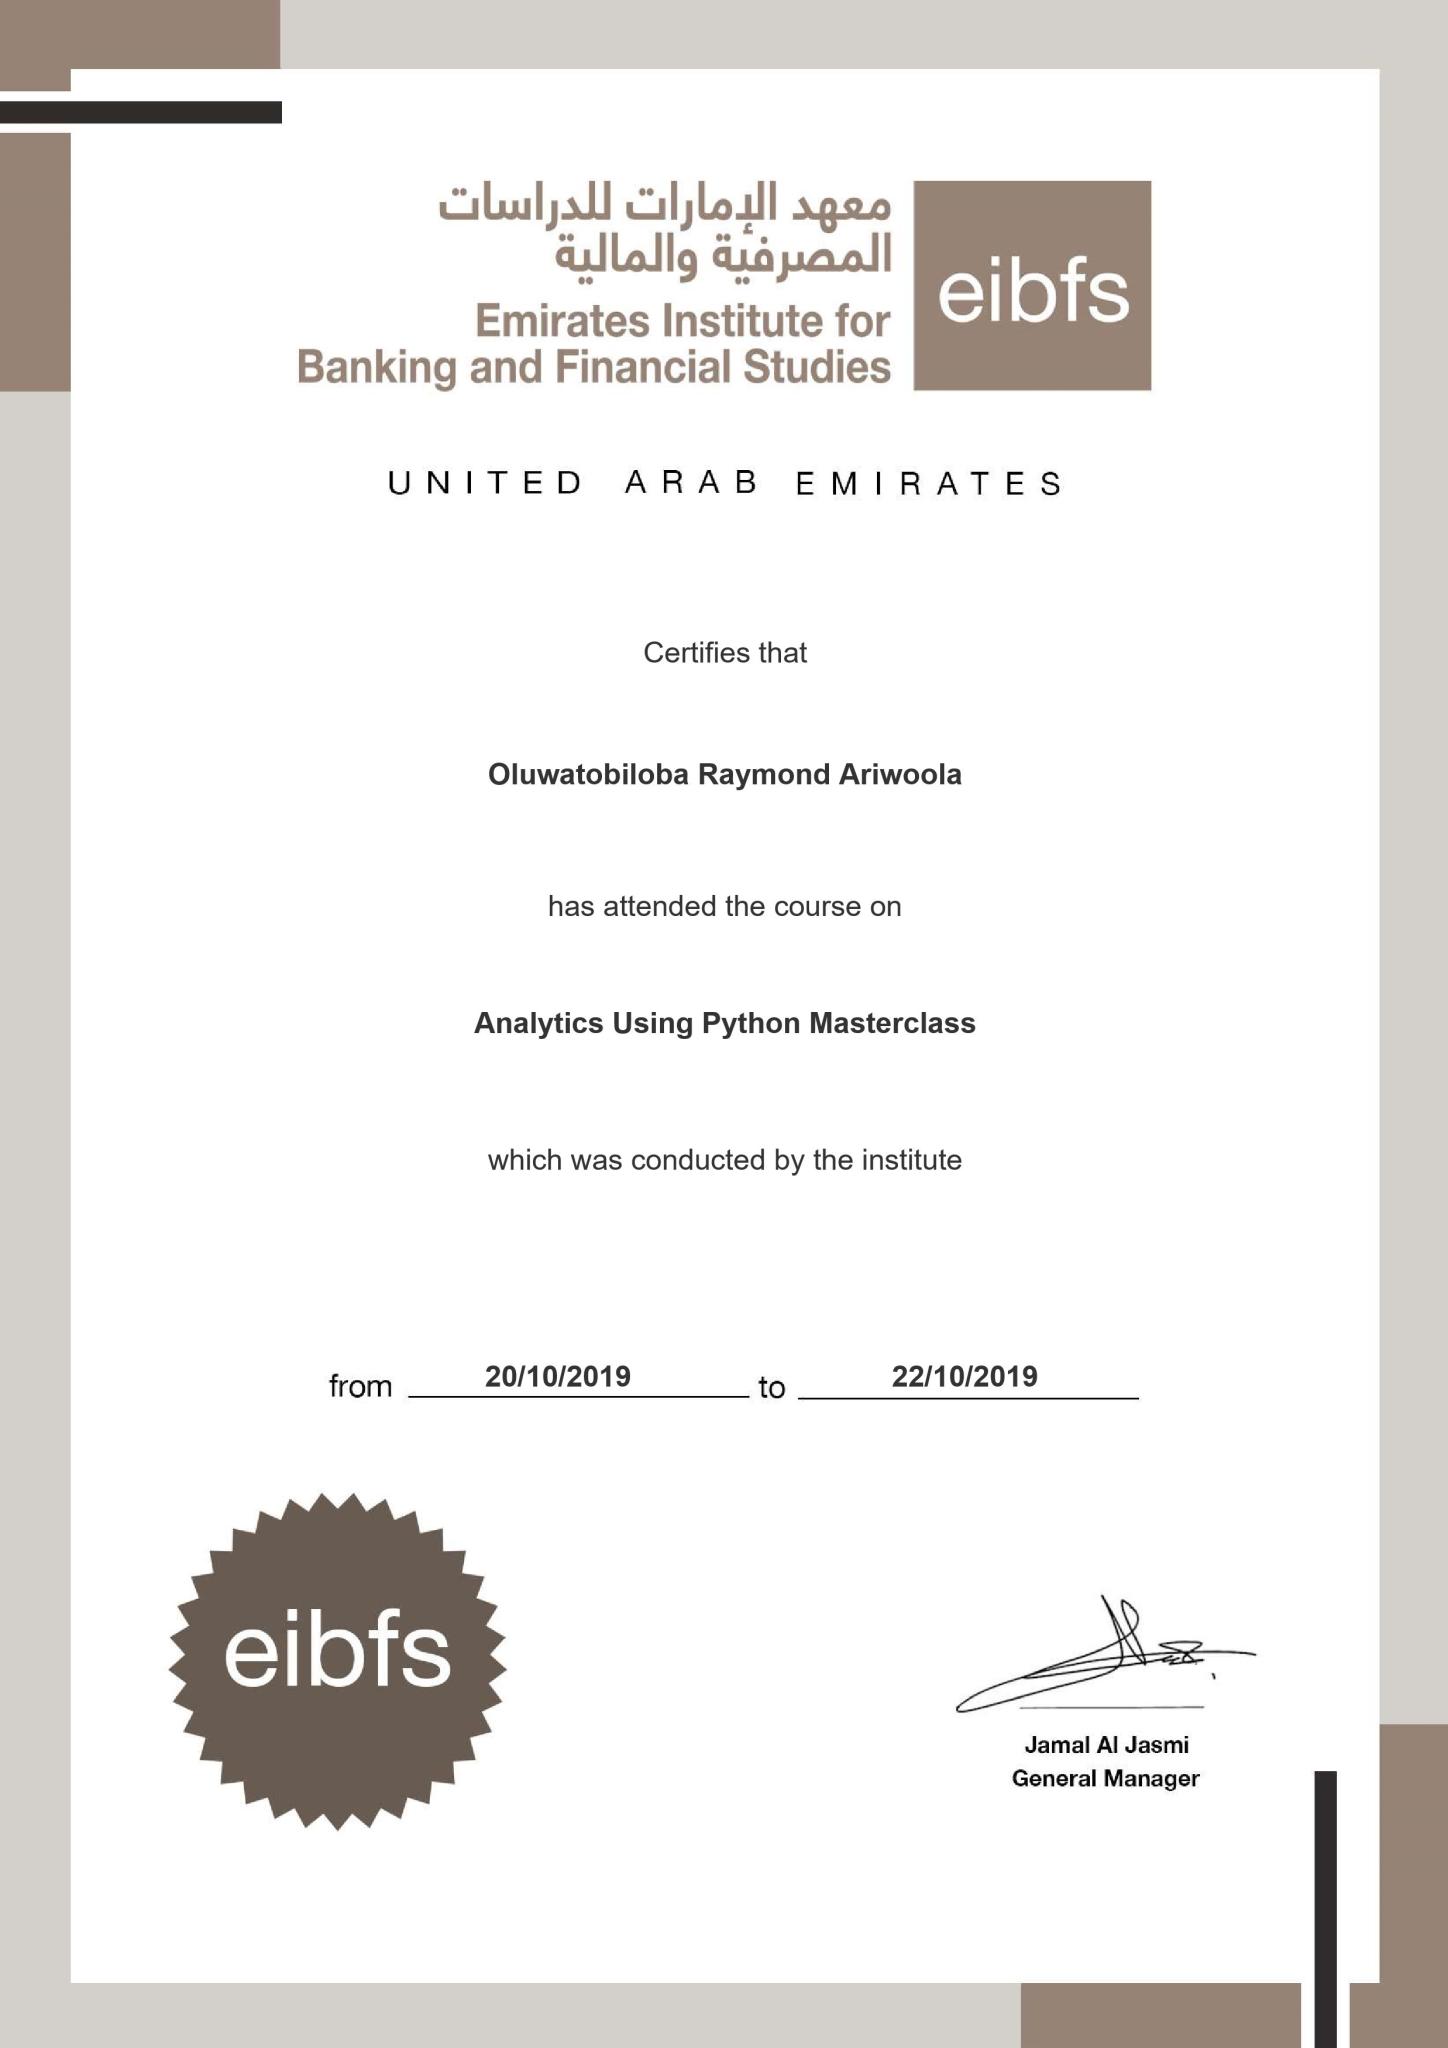 معهد الإمارات للدراسات
المصرفية والمالية
Emirates Institute for
Banking and Financial Studies
eibfs
UNITED ARAB EMIRATES
Certifies that
Oluwatobiloba Raymond Ariwoola
has attended the course on
Analytics Using Python Masterclass
which was conducted by the institute
from 20/10/2019 to 22/10/2019
eibfs
Jamal Al Jasmi
General Manager